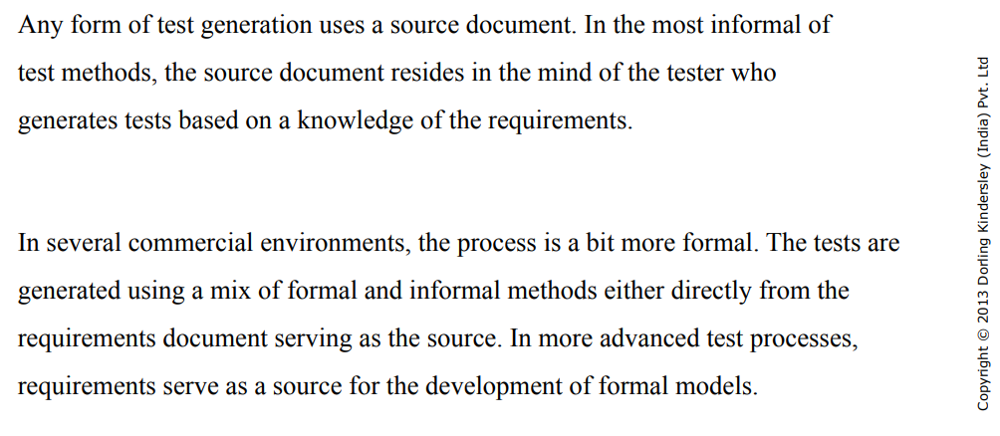 Any form of test generation uses a source document. In the most informal of
test methods, the source document resides in the mind of the tester who
generates tests based on a knowledge of the requirements.
In several commercial environments, the process is a bit more formal. The tests are
generated using a mix of formal and informal methods either directly from the
requirements document serving as the source. In more advanced test processes,
requirements serve as a source for the development of formal models.
Copyright © 2013 Dorling Kindersley (India) Pvt. Ltd